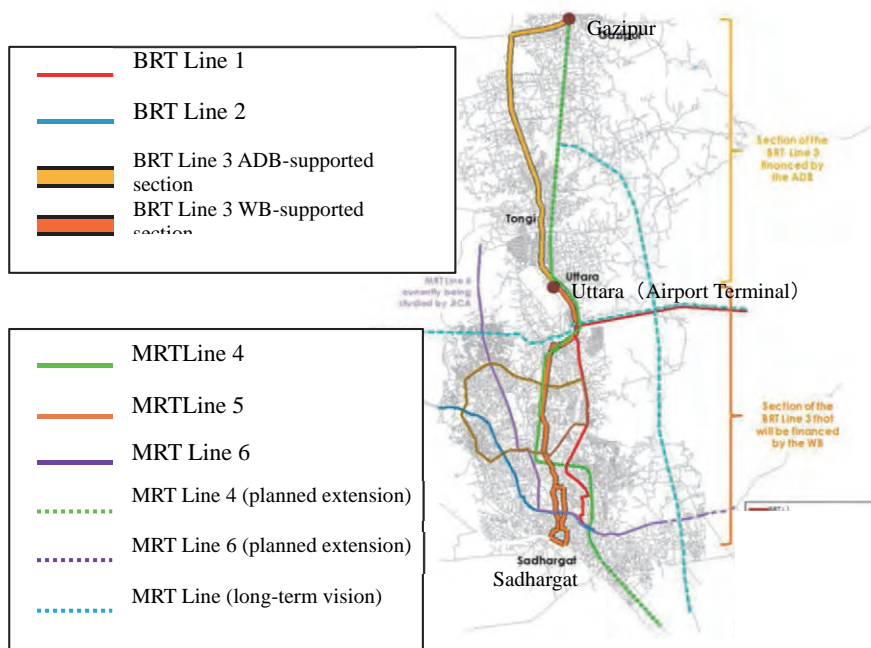 BRT Line 1
BRT Line 2
BRT Line 3 ADB-supported
section
BRT Line 3 WB-supported
section
MRTLine 4
MRTLine 5
MRT Line 6
MRT Line 4 (planned extension)
MRT Line 6 (planned extension)
MRT Line (long-term vision)
Gazipur
Gazipur
Section of the
BRT Line 3
financed by
the ADB
Tongi
Uttara
Uttara（Airport Terminal）
MRT Line 6
currently being
studied by JICA
Section of the
BRT Line 3 that
will be financed
by the WB
Sadhargat
Sadhargat